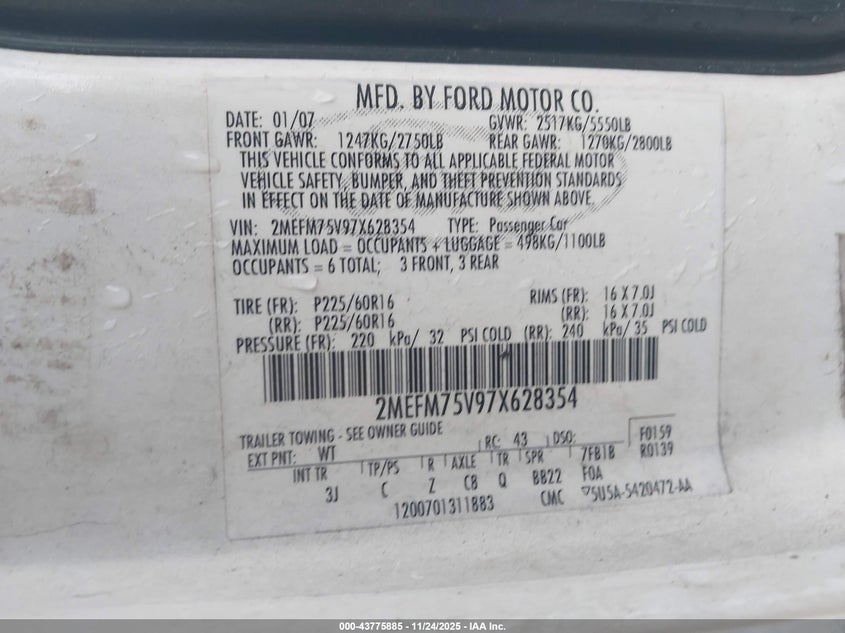 MFD. BY FORD MOTOR CO.
DATE: 01/07 GVWR: 2517KG/5550LB
FRONT GAWR: 1247KG/2750LB REAR GAWR: 1270KG/2800LB
THIS VEHICLE CONFORMS TO ALL APPLICABLE FEDERAL MOTOR
VEHICLE SAFETY, BUMPER, AND THEFT PREVENTION STANDARDS
IN EFFECT ON THE DATE OF MANUFACTURE SHOWN ABOVE.
VIN: 2MEFM75V97X628354 TYPE: Passenger Car
MAXIMUM LOAD = OCCUPANTS + LUGGAGE = 498KG/1100LB
OCCUPANTS = 6 TOTAL; 3 FRONT, 3 REAR
TIRE (FR): P225/60R16 RIMS (FR): 16 X 7.0J
(RR): P225/60R16 (RR): 16 X 7.0J
PRESSURE (FR): 220 kPa/ 32 PSI COLD (RR): 240 kPa/ 35 PSI COLD
2MEFM75V97X628354
TRAILER TOWING - SEE OWNER GUIDE
EXT PNT: WT RC: 43 DSO: F0159
INT TR TP/PS R AXLE TR SPR 7FB1B R0139
3J C Z C8 Q BB22 FOA
1200701311883 CMC 5U5A-5420472-AA
000-43775885 - 11/24/2025 - IAA Inc.